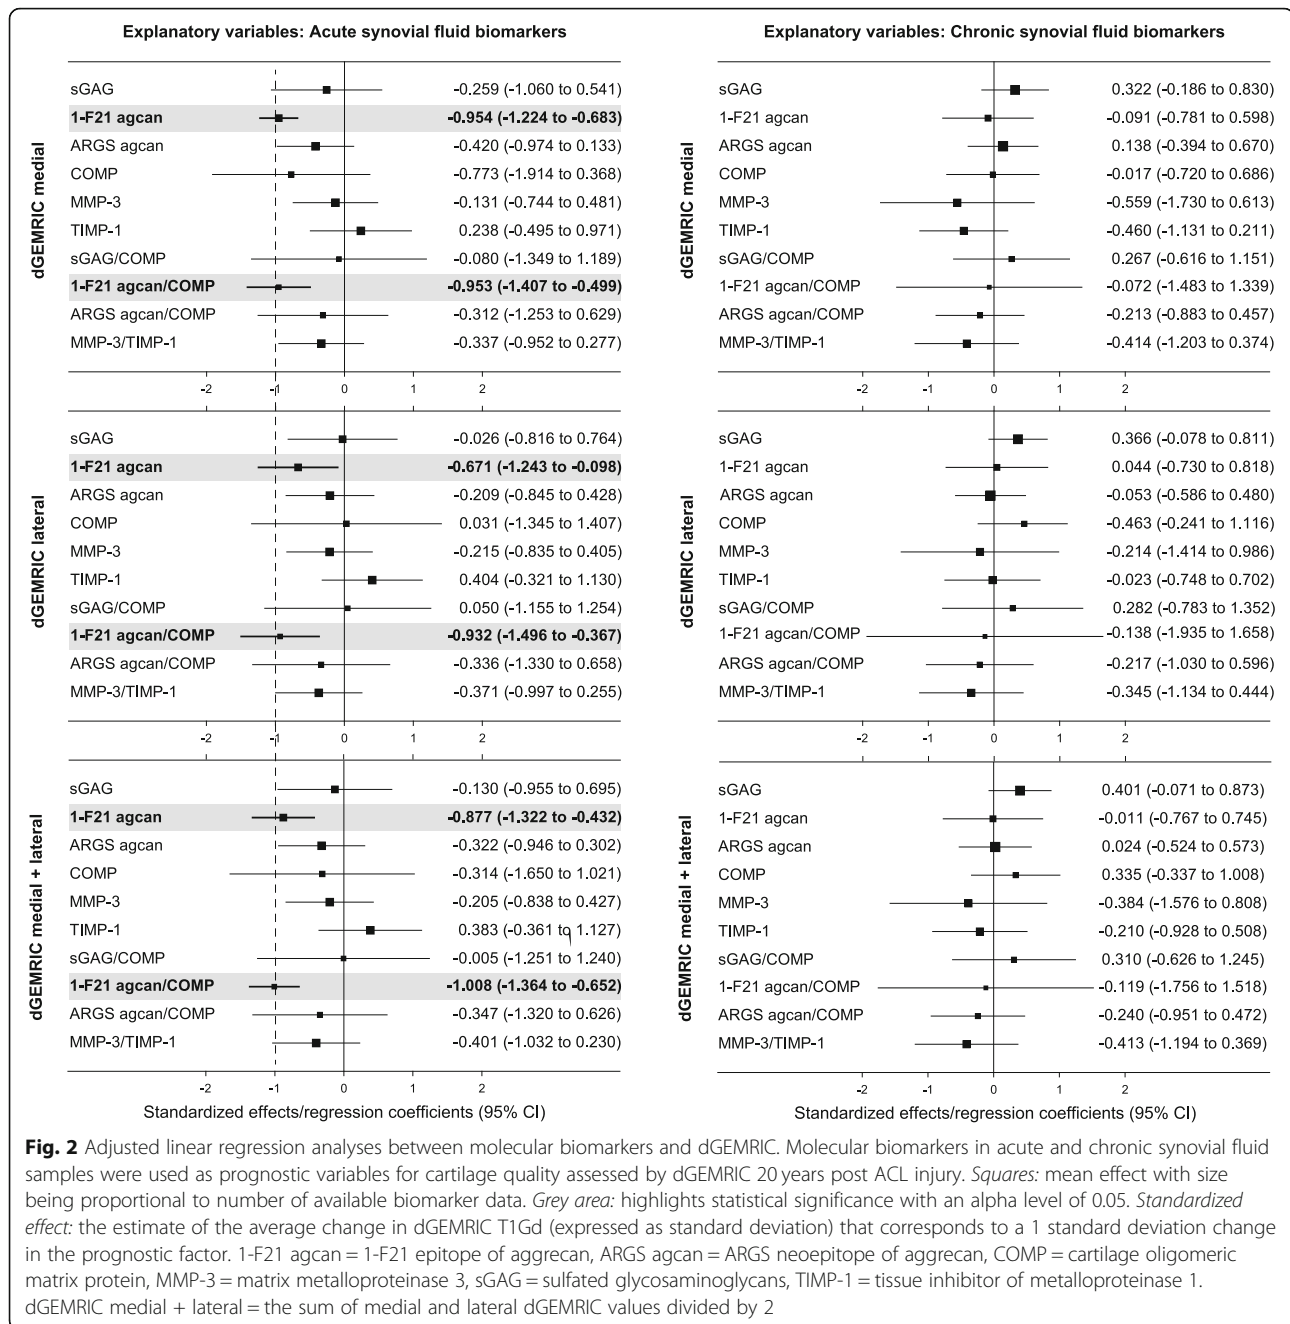 Explanatory variables: Acute synovial fluid biomarkers
dGEMRIC medial
sGAG -0.259 (-1.060 to 0.541)
1-F21 agcan -0.954 (-1.224 to -0.683)
ARGS agcan -0.420 (-0.974 to 0.133)
COMP -0.773 (-1.914 to 0.368)
MMP-3 -0.131 (-0.744 to 0.481)
TIMP-1 0.238 (-0.495 to 0.971)
sGAG/COMP -0.080 (-1.349 to 1.189)
1-F21 agcan/COMP -0.953 (-1.407 to -0.499)
ARGS agcan/COMP -0.312 (-1.253 to 0.629)
MMP-3/TIMP-1 -0.337 (-0.952 to 0.277)
-2 -1 0 1 2
dGEMRIC lateral
sGAG -0.026 (-0.816 to 0.764)
1-F21 agcan -0.671 (-1.243 to -0.098)
ARGS agcan -0.209 (-0.845 to 0.428)
COMP 0.031 (-1.345 to 1.407)
MMP-3 -0.215 (-0.835 to 0.405)
TIMP-1 0.404 (-0.321 to 1.130)
sGAG/COMP 0.050 (-1.155 to 1.254)
1-F21 agcan/COMP -0.932 (-1.496 to -0.367)
ARGS agcan/COMP -0.336 (-1.330 to 0.658)
MMP-3/TIMP-1 -0.371 (-0.997 to 0.255)
-2 -1 0 1 2
dGEMRIC medial + lateral
sGAG -0.130 (-0.955 to 0.695)
1-F21 agcan -0.877 (-1.322 to -0.432)
ARGS agcan -0.322 (-0.946 to 0.302)
COMP -0.314 (-1.650 to 1.021)
MMP-3 -0.205 (-0.838 to 0.427)
TIMP-1 0.383 (-0.361 to 1.127)
sGAG/COMP -0.005 (-1.251 to 1.240)
1-F21 agcan/COMP -1.008 (-1.364 to -0.652)
ARGS agcan/COMP -0.347 (-1.320 to 0.626)
MMP-3/TIMP-1 -0.401 (-1.032 to 0.230)
-2 -1 0 1 2
Standardized effects/regression coefficients (95% CI)
Explanatory variables: Chronic synovial fluid biomarkers
dGEMRIC medial
sGAG 0.322 (-0.186 to 0.830)
1-F21 agcan -0.091 (-0.781 to 0.598)
ARGS agcan 0.138 (-0.394 to 0.670)
COMP -0.017 (-0.720 to 0.686)
MMP-3 -0.559 (-1.730 to 0.613)
TIMP-1 -0.460 (-1.131 to 0.211)
sGAG/COMP 0.267 (-0.616 to 1.151)
1-F21 agcan/COMP -0.072 (-1.483 to 1.339)
ARGS agcan/COMP -0.213 (-0.883 to 0.457)
MMP-3/TIMP-1 -0.414 (-1.203 to 0.374)
-2 -1 0 1 2
dGEMRIC lateral
sGAG 0.366 (-0.078 to 0.811)
1-F21 agcan 0.044 (-0.730 to 0.818)
ARGS agcan -0.053 (-0.586 to 0.480)
COMP -0.463 (-0.241 to 1.116)
MMP-3 -0.214 (-1.414 to 0.986)
TIMP-1 -0.023 (-0.748 to 0.702)
sGAG/COMP 0.282 (-0.783 to 1.352)
1-F21 agcan/COMP -0.138 (-1.935 to 1.658)
ARGS agcan/COMP -0.217 (-1.030 to 0.596)
MMP-3/TIMP-1 -0.345 (-1.134 to 0.444)
-2 -1 0 1 2
dGEMRIC medial + lateral
sGAG 0.401 (-0.071 to 0.873)
1-F21 agcan -0.011 (-0.767 to 0.745)
ARGS agcan 0.024 (-0.524 to 0.573)
COMP 0.335 (-0.337 to 1.008)
MMP-3 -0.384 (-1.576 to 0.808)
TIMP-1 -0.210 (-0.928 to 0.508)
sGAG/COMP 0.310 (-0.626 to 1.245)
1-F21 agcan/COMP -0.119 (-1.756 to 1.518)
ARGS agcan/COMP -0.240 (-0.951 to 0.472)
MMP-3/TIMP-1 -0.413 (-1.194 to 0.369)
-2 -1 0 1 2
Standardized effects/regression coefficients (95% CI)
Fig. 2 Adjusted linear regression analyses between molecular biomarkers and dGEMRIC. Molecular biomarkers in acute and chronic synovial fluid
samples were used as prognostic variables for cartilage quality assessed by dGEMRIC 20 years post ACL injury. Squares: mean effect with size
being proportional to number of available biomarker data. Grey area: highlights statistical significance with an alpha level of 0.05. Standardized
effect: the estimate of the average change in dGEMRIC T1Gd (expressed as standard deviation) that corresponds to a 1 standard deviation change
in the prognostic factor. 1-F21 agcan = 1-F21 epitope of aggrecan, ARGS agcan = ARGS neoepitope of aggrecan, COMP = cartilage oligomeric
matrix protein, MMP-3 = matrix metalloproteinase 3, sGAG = sulfated glycosaminoglycans, TIMP-1 = tissue inhibitor of metalloproteinase 1.
dGEMRIC medial + lateral = the sum of medial and lateral dGEMRIC values divided by 2